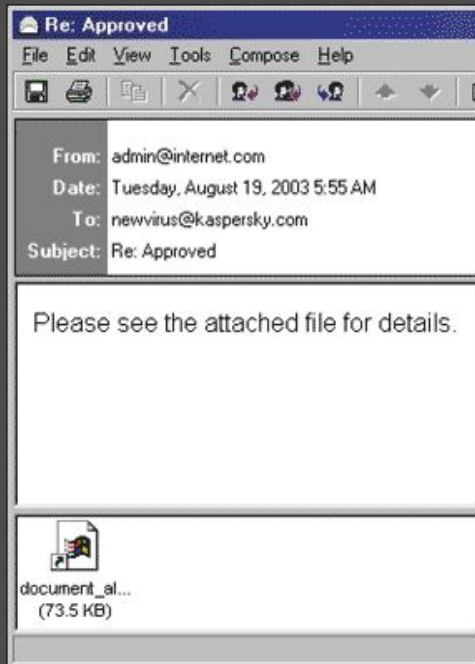 Re: Approved
File Edit View Tools Compose Help
From: admin@internet.com
Date: Tuesday, August 19, 2003 5:55 AM
To: newvirus@kaspersky.com
Subject: Re: Approved
Please see the attached file for details.
document_al...
(73.5 KB)